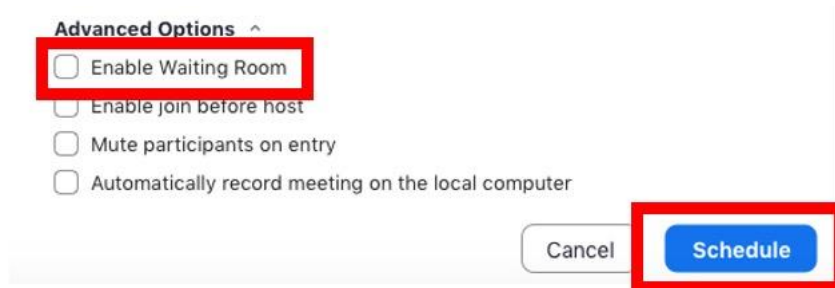 Advanced Options ^
Enable Waiting Room
Enable join before host
Mute participants on entry
Automatically record meeting on the local computer
Cancel Schedule